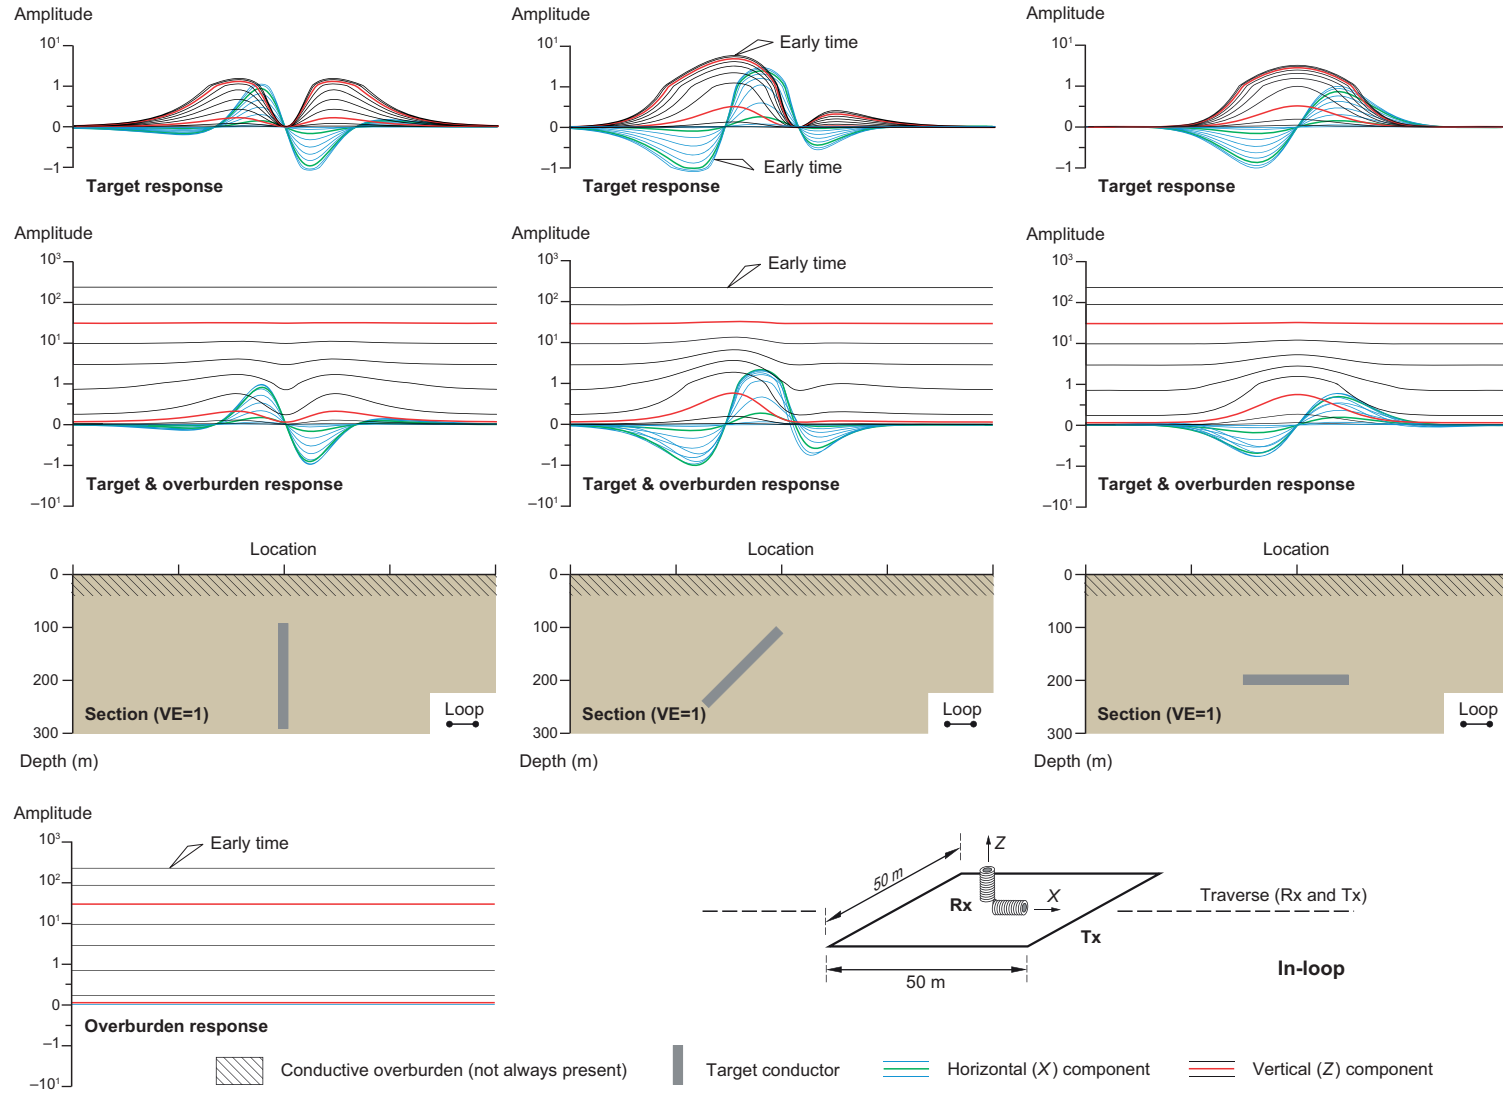 Amplitude
10¹
1
0
–1
Target response
Amplitude
10¹
1
0
–1
Early time
Early time
Target response
Amplitude
10¹
1
0
–1
Target response
Amplitude
10³
10²
10¹
1
0
–1
–10¹
Target & overburden response
Amplitude
10³
10²
10¹
1
0
–1
–10¹
Early time
Target & overburden response
Amplitude
10³
10²
10¹
1
0
–1
–10¹
Target & overburden response
Location
0
100
200
300
Section (VE=1)
Loop
Depth (m)
Location
0
100
200
300
Section (VE=1)
Loop
Depth (m)
Location
0
100
200
300
Section (VE=1)
Loop
Depth (m)
Amplitude
10³
10²
10¹
1
0
–1
–10¹
Early time
Overburden response
Z
50 m
Rx
X
Tx
Traverse (Rx and Tx)
50 m
In-loop
Conductive overburden (not always present)
Target conductor
Horizontal (X) component
Vertical (Z) component